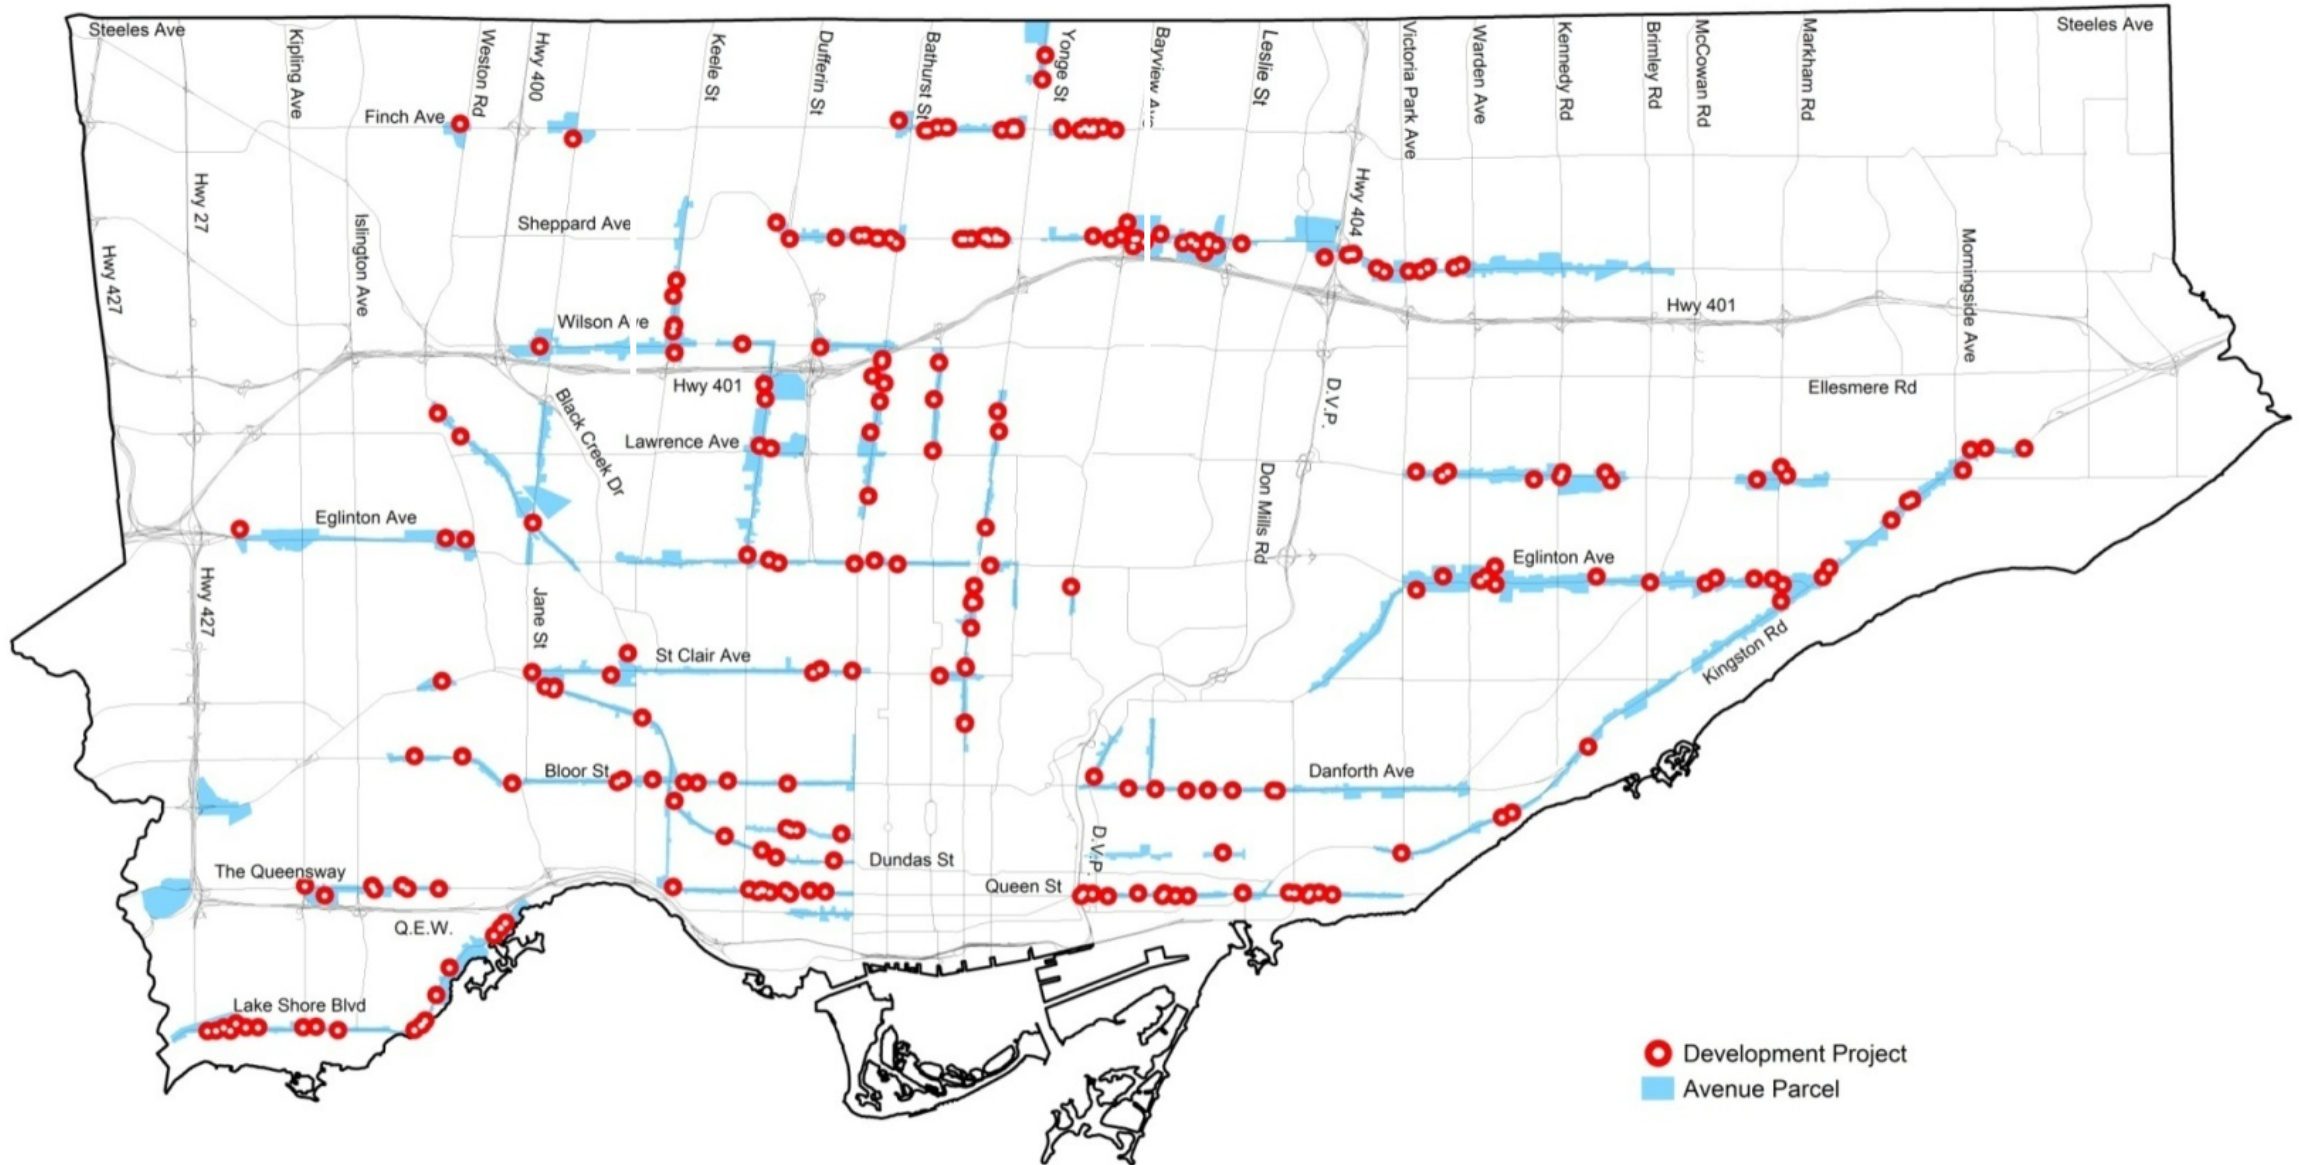 Steeles Ave
Steeles Ave
Kipling Ave
Weston Rd
Hwy 400
Keele St
Dufferin St
Bathurst St
Yonge St
Bayview Ave
Leslie St
Victoria Park Ave
Warden Ave
Kennedy Rd
Brimley Rd
McCowan Rd
Markham Rd
Finch Ave
Hwy 27
Hwy 404
Sheppard Ave
Islington Ave
Hwy 427
Morningside Ave
Hwy 401
Wilson Ave
Hwy 401
Ellesmere Rd
D.V.P.
Black Creek Dr
Lawrence Ave
Don Mills Rd
Eglinton Ave
Eglinton Ave
Hwy 427
Jane St
St Clair Ave
Kingston Rd
Bloor St
Danforth Ave
D.V.P.
Dundas St
The Queensway
Queen St
Q.E.W.
Lake Shore Blvd
Development Project
Avenue Parcel